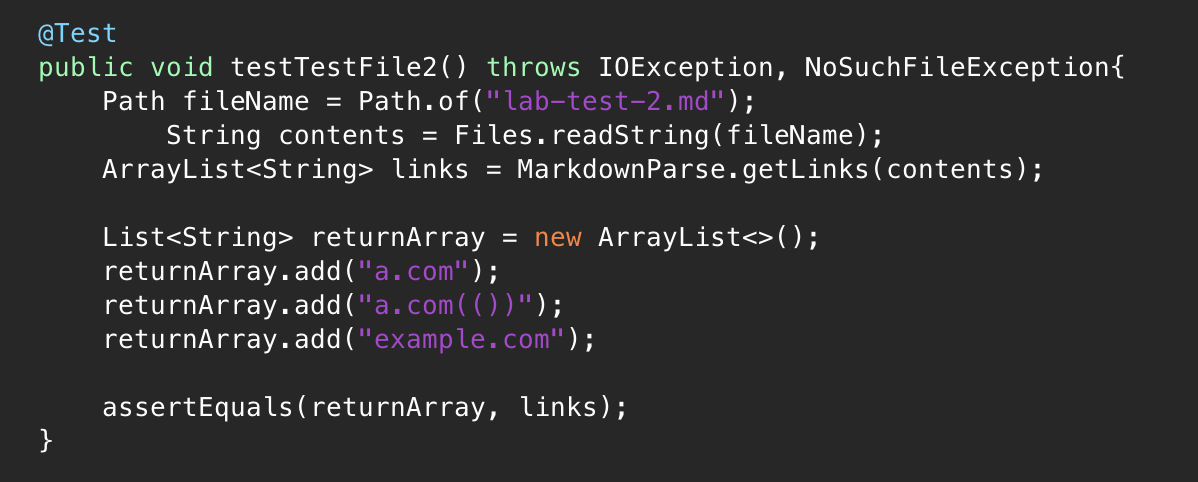 @Test
public void testTestFile2() throws IOException, NoSuchFileException{
    Path fileName = Path.of("lab-test-2.md");
        String contents = Files.readString(fileName);
    ArrayList<String> links = MarkdownParse.getLinks(contents);

    List<String> returnArray = new ArrayList<>();
    returnArray.add("a.com");
    returnArray.add("a.com(())");
    returnArray.add("example.com");

    assertEquals(returnArray, links);
}